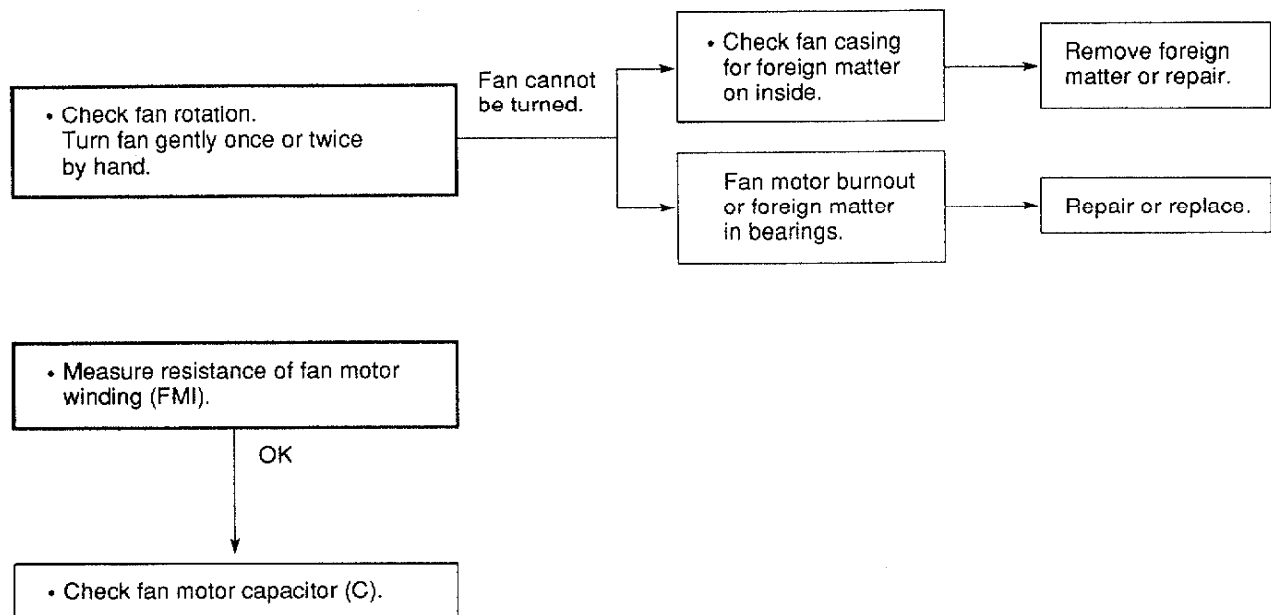 • Check fan rotation.
Turn fan gently once or twice
by hand.
Fan cannot
be turned.
• Check fan casing
for foreign matter
on inside.
Remove foreign
matter or repair.
Fan motor burnout
or foreign matter
in bearings.
Repair or replace.
• Measure resistance of fan motor
winding (FMI).
OK
• Check fan motor capacitor (C).